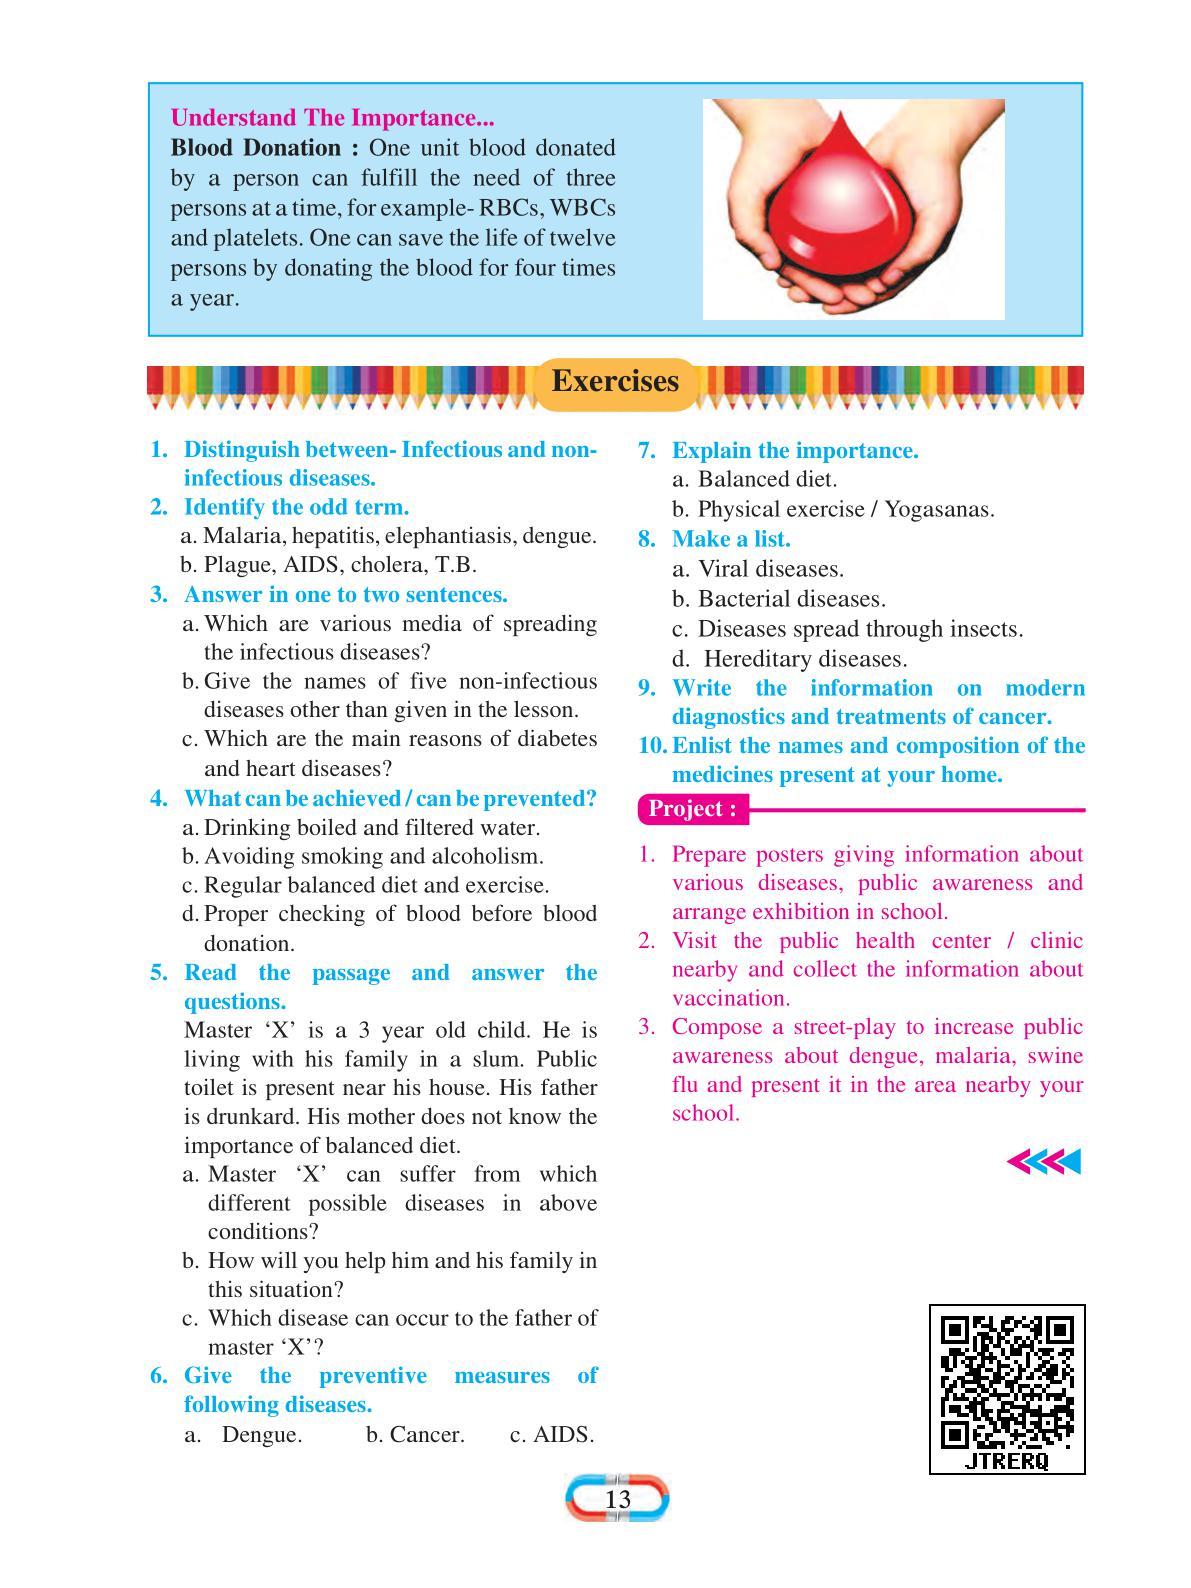 Understand The Importance...
Blood Donation : One unit blood donated
by a person can fulfill the need of three
persons at a time, for example- RBCs, WBCs
and platelets. One can save the life of twelve
persons by donating the blood for four times
a year.
Exercises
1. Distinguish between- Infectious and non-
infectious diseases.
2. Identify the odd term.
a. Malaria, hepatitis, elephantiasis, dengue.
b. Plague, AIDS, cholera, T.B.
3. Answer in one to two sentences.
a. Which are various media of spreading
the infectious diseases?
b. Give the names of five non-infectious
diseases other than given in the lesson.
c. Which are the main reasons of diabetes
and heart diseases?
4. What can be achieved / can be prevented?
a. Drinking boiled and filtered water.
b. Avoiding smoking and alcoholism.
c. Regular balanced diet and exercise.
d. Proper checking of blood before blood
donation.
5. Read the passage and answer the
questions.
Master ‘X’ is a 3 year old child. He is
living with his family in a slum. Public
toilet is present near his house. His father
is drunkard. His mother does not know the
importance of balanced diet.
a. Master ‘X’ can suffer from which
different possible diseases in above
conditions?
b. How will you help him and his family in
this situation?
c. Which disease can occur to the father of
master ‘X’?
6. Give the preventive measures of
following diseases.
a. Dengue. b. Cancer. c. AIDS.
7. Explain the importance.
a. Balanced diet.
b. Physical exercise / Yogasanas.
8. Make a list.
a. Viral diseases.
b. Bacterial diseases.
c. Diseases spread through insects.
d. Hereditary diseases.
9. Write the information on modern
diagnostics and treatments of cancer.
10. Enlist the names and composition of the
medicines present at your home.
Project :
1. Prepare posters giving information about
various diseases, public awareness and
arrange exhibition in school.
2. Visit the public health center / clinic
nearby and collect the information about
vaccination.
3. Compose a street-play to increase public
awareness about dengue, malaria, swine
flu and present it in the area nearby your
school.
JTRERQ
13